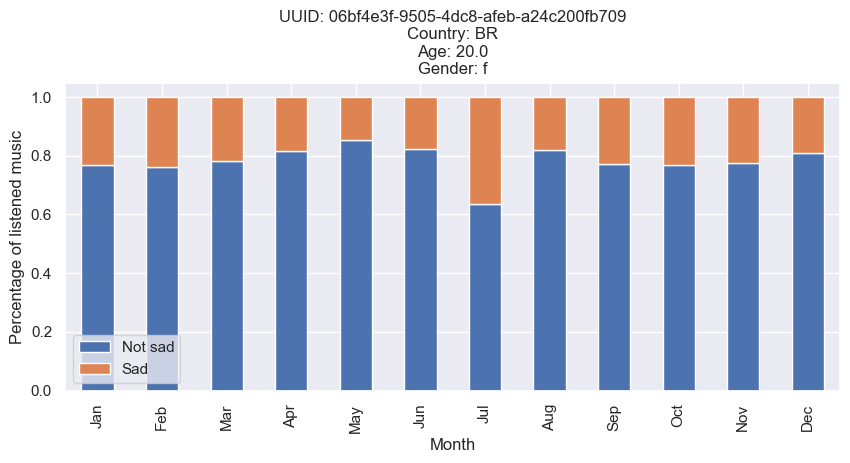 UUID: 06bf4e3f-9505-4dc8-afeb-a24c200fb709
Country: BR
Age: 20.0
Gender: f
Percentage of listened music
1.0
0.8
0.6
0.4
0.2
0.0
Not sad
Sad
Jan
Feb
Mar
Apr
May
Jun
Jul
Aug
Sep
Oct
Nov
Dec
Month